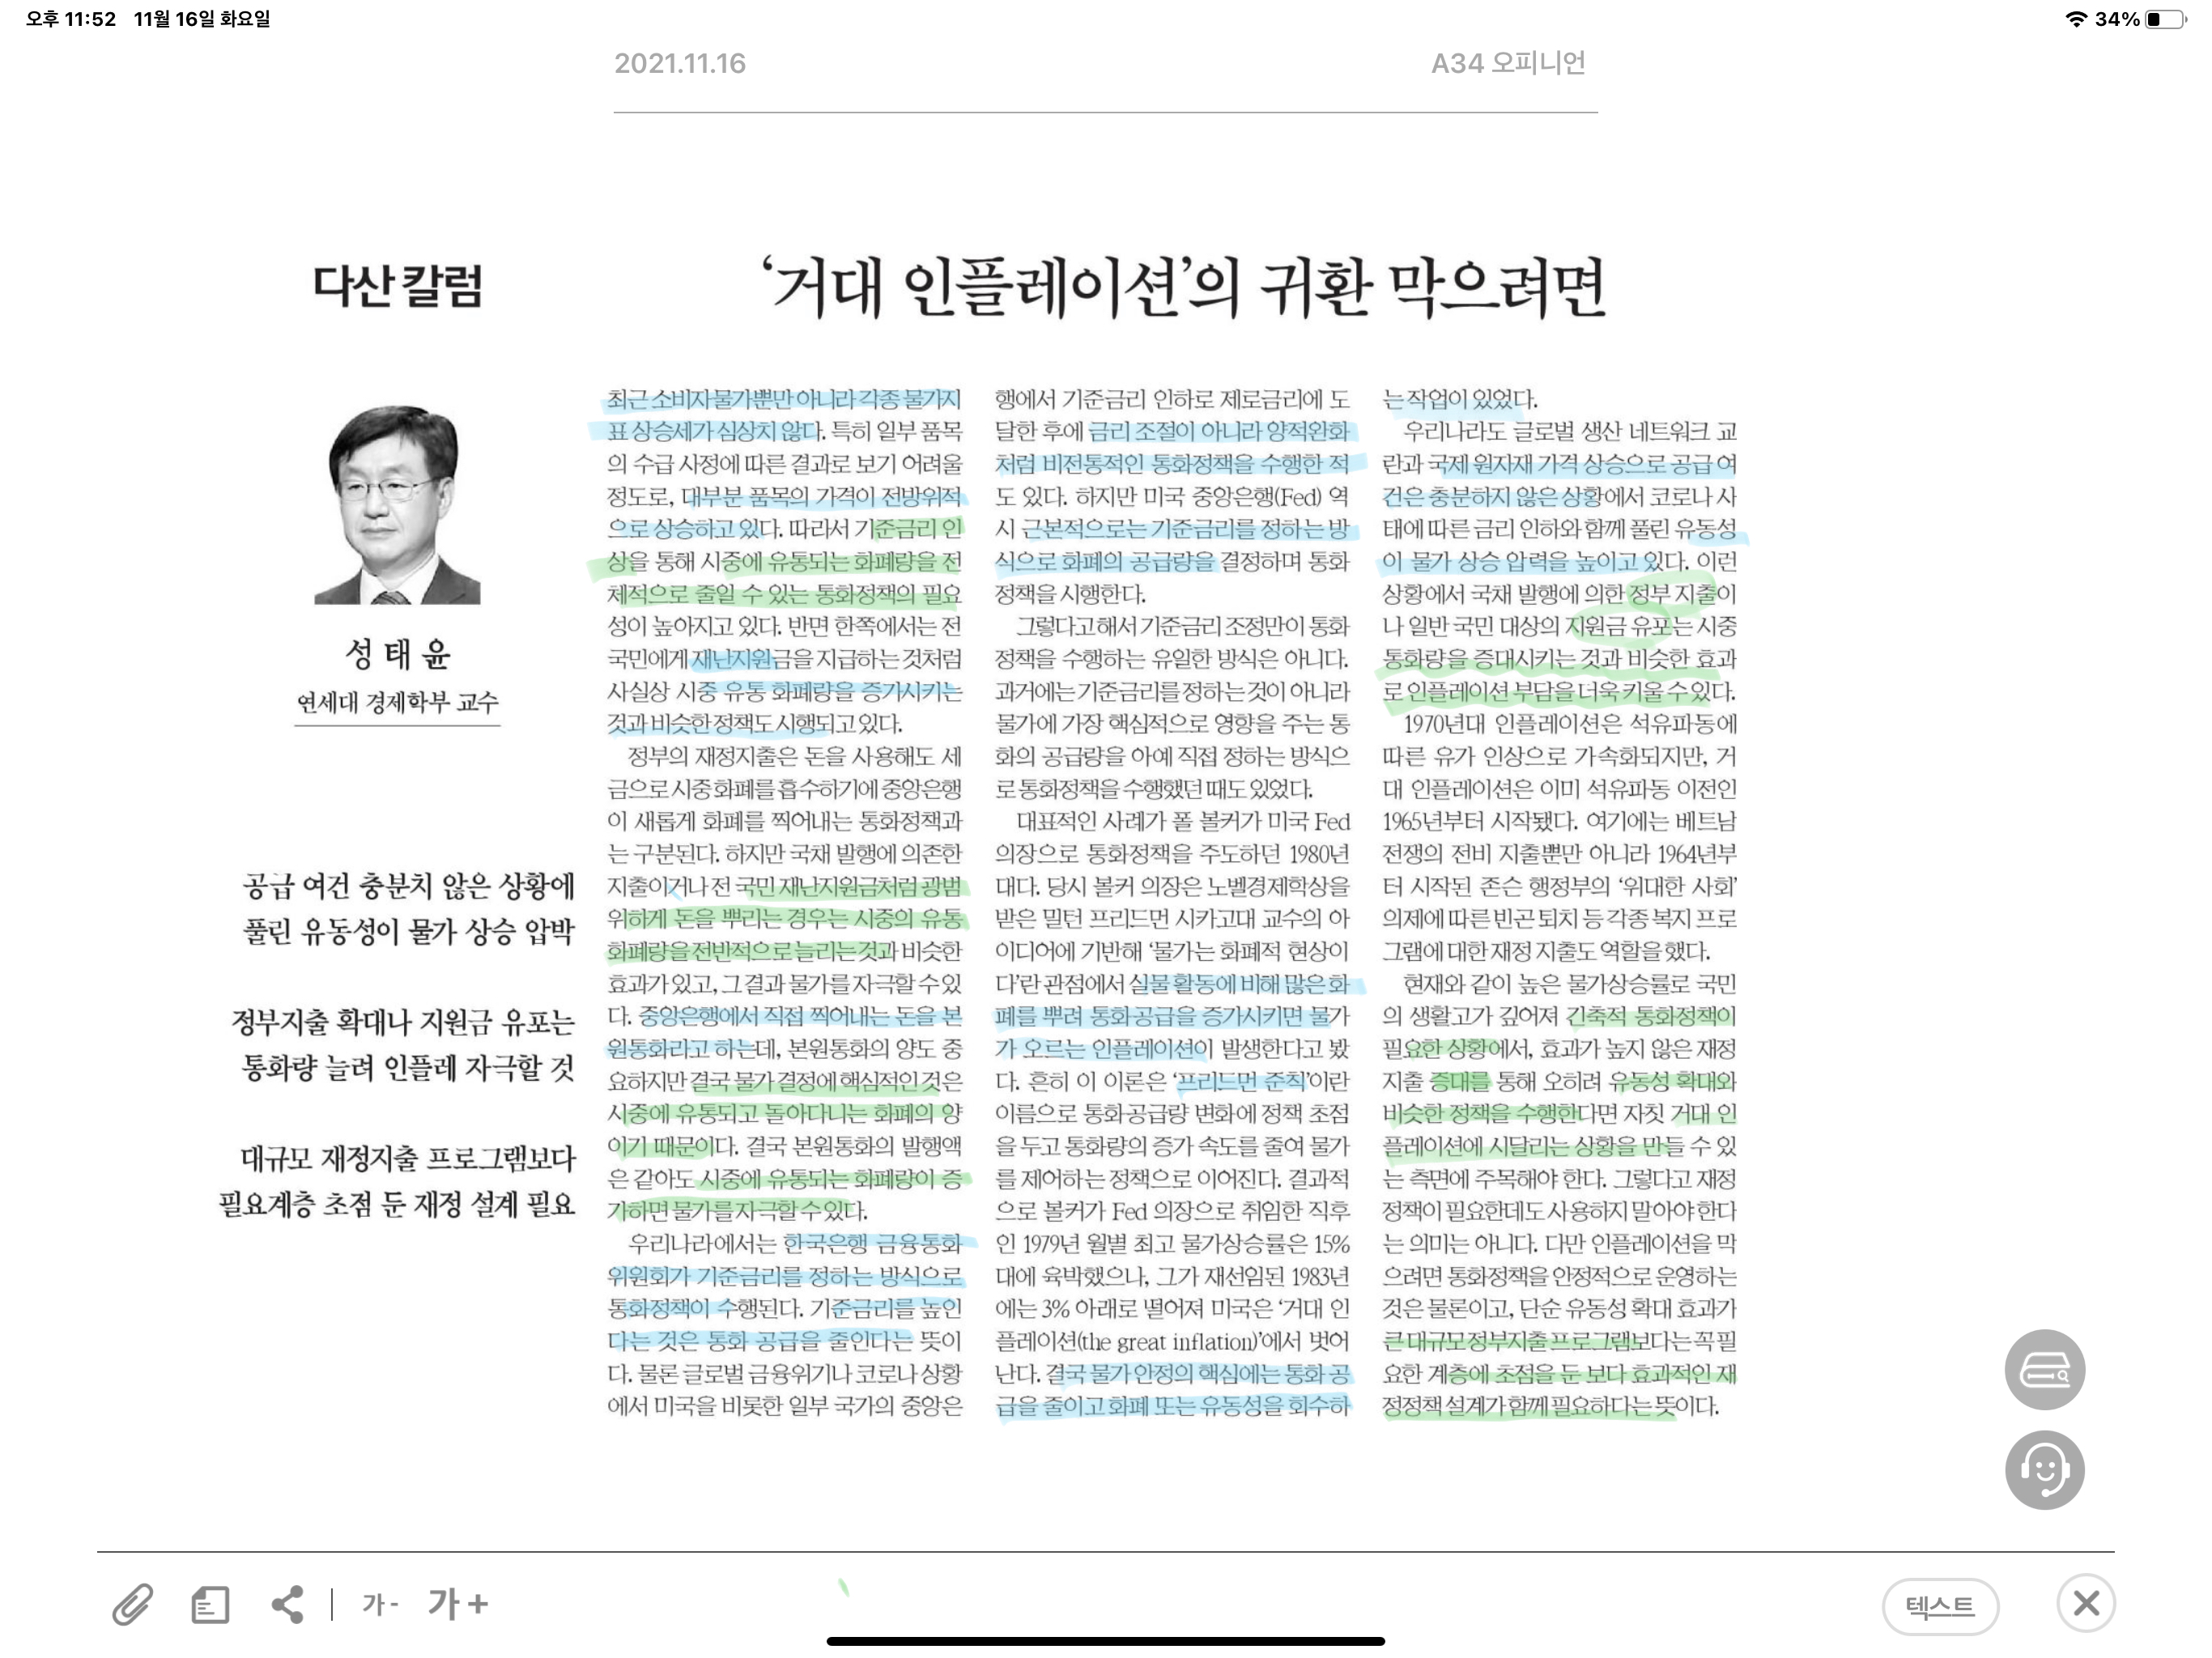 오후 11:52 11월 16일 화요일
34%
2021.11.16
A34 오피니언
다산 칼럼
‘거대 인플레이션’의 귀환 막으려면
성 태 윤
연세대 경제학부 교수
공급 여건 충분치 않은 상황에
풀린 유동성이 물가 상승 압박
정부지출 확대나 지원금 유포는
통화량 늘려 인플레 자극할 것
대규모 재정지출 프로그램보다
필요계층 초점 둔 재정 설계 필요
최근 소비자물가뿐만 아니라 각종 물가지
표 상승세가 심상치 않다. 특히 일부 품목
의 수급 사정에 따른 결과로 보기 어려울
정도로, 대부분 품목의 가격이 전방위적
으로 상승하고 있다. 따라서 기준금리 인
상을 통해 시중에 유통되는 화폐량을 전
체적으로 줄일 수 있는 통화정책의 필요
성이 높아지고 있다. 반면 한쪽에서는 전
국민에게 재난지원금을 지급하는 것처럼
사실상 시중 유통 화폐량을 증가시키는
것과 비슷한 정책도 시행되고 있다.
정부의 재정지출은 돈을 사용해도 세
금으로 시중 화폐를 흡수하기에 중앙은행
이 새롭게 화폐를 찍어내는 통화정책과
는 구분된다. 하지만 국채 발행에 의존한
지출이거나 전 국민 재난지원금처럼 광범
위하게 돈을 뿌리는 경우는 시중의 유통
화폐량을 전반적으로 늘리는 것과 비슷한
효과가 있고, 그 결과 물가를 자극할 수 있
다. 중앙은행에서 직접 찍어내는 돈을 본
원통화라고 하는데, 본원통화의 양도 중
요하지만 결국 물가 결정에 핵심적인 것은
시중에 유통되고 돌아다니는 화폐의 양
이기 때문이다. 결국 본원통화의 발행액
은 같아도 시중에 유통되는 화폐량이 증
가하면 물가를 자극할 수 있다.
우리나라에서는 한국은행 금융통화
위원회가 기준금리를 정하는 방식으로
통화정책이 수행된다. 기준금리를 높인
다는 것은 통화 공급을 줄인다는 뜻이
다. 물론 글로벌 금융위기나 코로나 상황
에서 미국을 비롯한 일부 국가의 중앙은
행에서 기준금리 인하로 제로금리에 도
달한 후에 금리 조절이 아니라 양적완화
처럼 비전통적인 통화정책을 수행한 적
도 있다. 하지만 미국 중앙은행(Fed) 역
시 근본적으로는 기준금리를 정하는 방
식으로 화폐의 공급량을 결정하며 통화
정책을 시행한다.
그렇다고 해서 기준금리 조정만이 통화
정책을 수행하는 유일한 방식은 아니다.
과거에는 기준금리를 정하는 것이 아니라
물가에 가장 핵심적으로 영향을 주는 통
화의 공급량을 아예 직접 정하는 방식으
로 통화정책을 수행했던 때도 있었다.
대표적인 사례가 폴 볼커가 미국 Fed
의장으로 통화정책을 주도하던 1980년
대다. 당시 볼커 의장은 노벨경제학상을
받은 밀턴 프리드먼 시카고대 교수의 아
이디어에 기반해 ‘물가는 화폐적 현상이
다’란 관점에서 실물 활동에 비해 많은 화
폐를 뿌려 통화 공급을 증가시키면 물가
가 오르는 인플레이션이 발생한다고 봤
다. 흔히 이 이론은 ‘프리드먼 준칙’이란
이름으로 통화 공급량 변화에 정책 초점
을 두고 통화량의 증가 속도를 줄여 물가
를 제어하는 정책으로 이어진다. 결과적
으로 볼커가 Fed 의장으로 취임한 직후
인 1979년 월별 최고 물가상승률은 15%
대에 육박했으나, 그가 재선임된 1983년
에는 3% 아래로 떨어져 미국은 ‘거대 인
플레이션(the great inflation)’에서 벗어
난다. 결국 물가 안정의 핵심에는 통화 공
급을 줄이고 화폐 또는 유동성을 회수하
는 작업이 있었다.
우리나라도 글로벌 생산 네트워크 교
란과 국제 원자재 가격 상승으로 공급 여
건은 충분하지 않은 상황에서 코로나 사
태에 따른 금리 인하와 함께 풀린 유동성
이 물가 상승 압력을 높이고 있다. 이런
상황에서 국채 발행에 의한 정부 지출이
나 일반 국민 대상의 지원금 유포는 시중
통화량을 증대시키는 것과 비슷한 효과
로 인플레이션 부담을 더욱 키울 수 있다.
1970년대 인플레이션은 석유파동에
따른 유가 인상으로 가속화되지만, 거
대 인플레이션은 이미 석유파동 이전인
1965년부터 시작됐다. 여기에는 베트남
전쟁의 전비 지출뿐만 아니라 1964년부
터 시작된 존슨 행정부의 ‘위대한 사회’
의제에 따른 빈곤 퇴치 등 각종 복지 프로
그램에 대한 재정 지출도 역할을 했다.
현재와 같이 높은 물가상승률로 국민
의 생활고가 깊어져 긴축적 통화정책이
필요한 상황에서, 효과가 높지 않은 재정
지출 증대를 통해 오히려 유동성 확대와
비슷한 정책을 수행한다면 자칫 거대 인
플레이션에 시달리는 상황을 만들 수 있
는 측면에 주목해야 한다. 그렇다고 재정
정책이 필요한데도 사용하지 말아야 한다
는 의미는 아니다. 다만 인플레이션을 막
으려면 통화정책을 안정적으로 운영하는
것은 물론이고, 단순 유동성 확대 효과가
큰 대규모 정부지출 프로그램보다는 꼭 필
요한 계층에 초점을 둔 보다 효과적인 재
정정책 설계가 함께 필요하다는 뜻이다.
가-
가+
텍스트